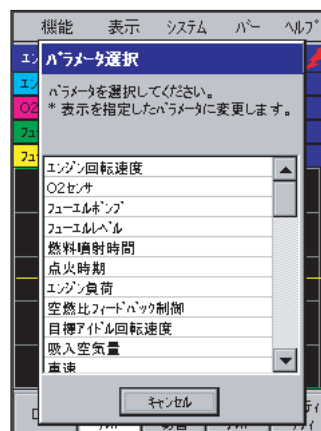 機能 表示 システム バー ヘルプ
パラメータ選択
パラメータを選択してください。
* 表示を指定したパラメータに変更します。
エンジン回転速度
O2センサ
フューエルポンプ
フューエルレベル
燃料噴射時間
点火時期
エンジン負荷
空燃比フィードバック制御
目標アイドル回転速度
吸入空気量
車速
キャンセル